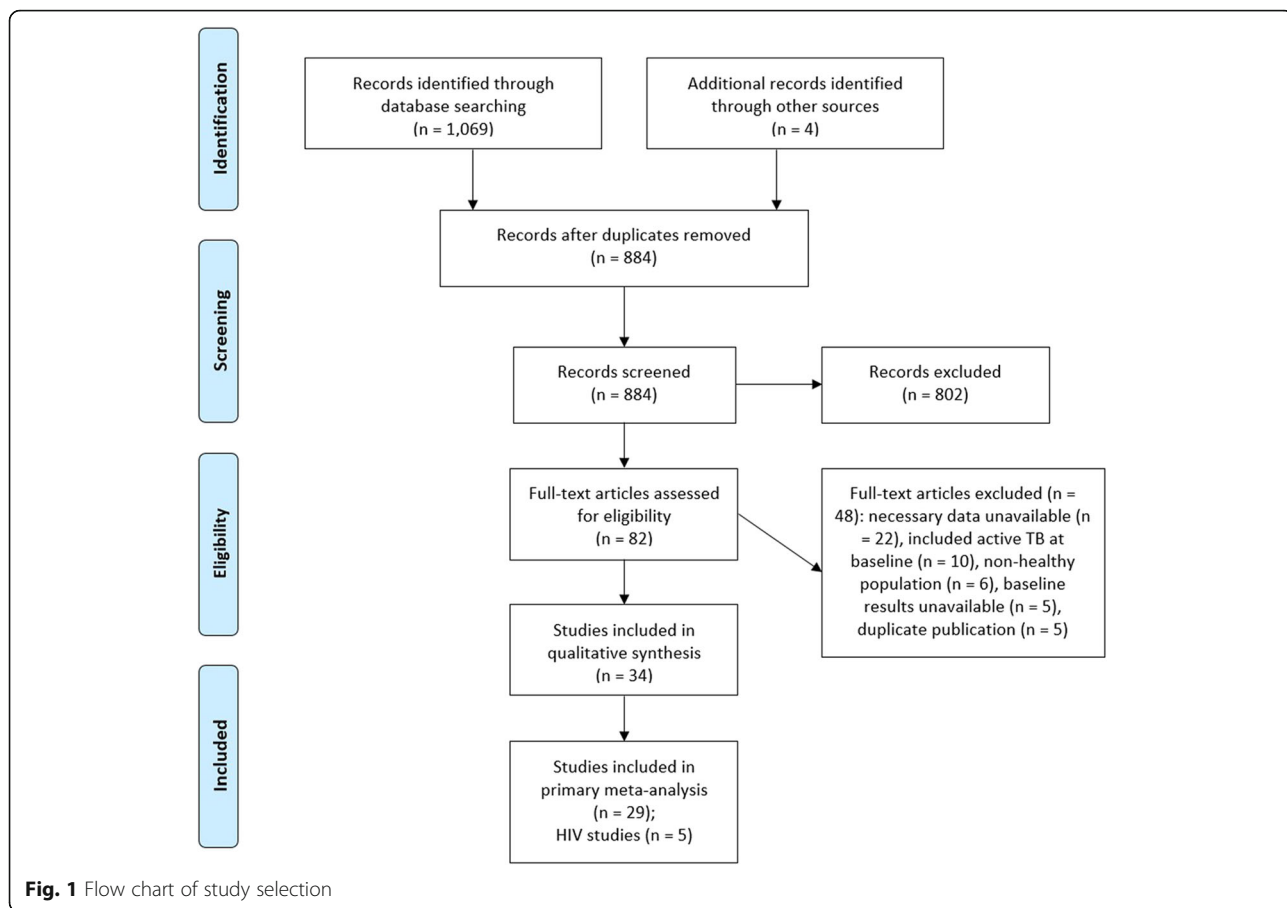 Identification
Records identified through
database searching
(n = 1,069)
Additional records identified
through other sources
(n = 4)
Records after duplicates removed
(n = 884)
Screening
Records screened
(n = 884)
Records excluded
(n = 802)
Eligibility
Full-text articles assessed
for eligibility
(n = 82)
Full-text articles excluded (n =
48): necessary data unavailable (n
= 22), included active TB at
baseline (n = 10), non-healthy
population (n = 6), baseline
results unavailable (n = 5),
duplicate publication (n = 5)
Studies included in
qualitative synthesis
(n = 34)
Included
Studies included in
primary meta-analysis
(n = 29);
HIV studies (n = 5)
Fig. 1 Flow chart of study selection